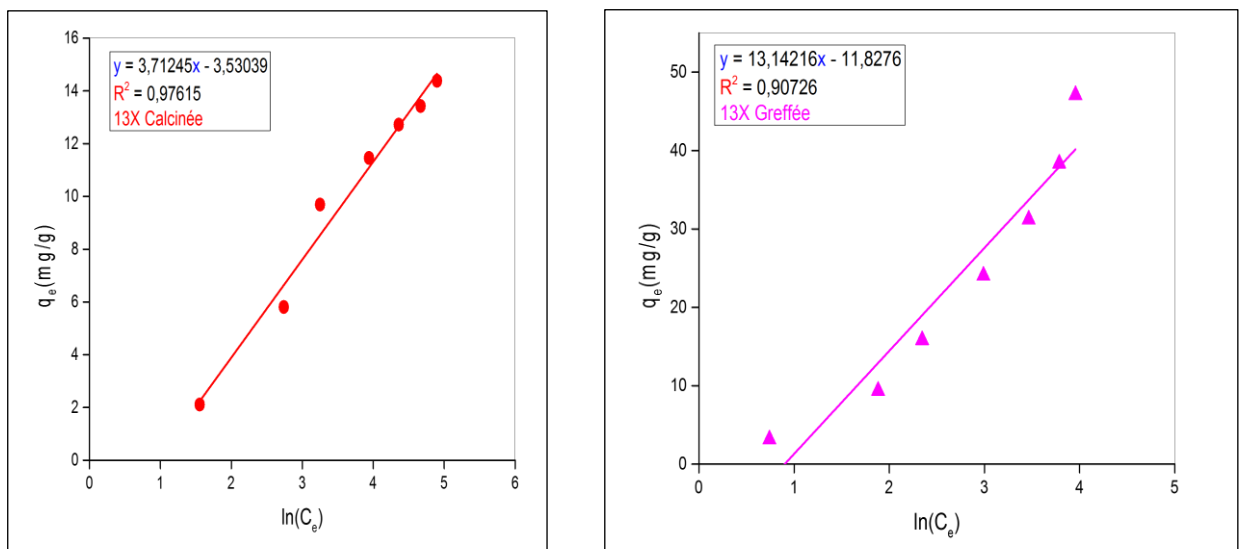 y = 3,71245x - 3,53039
R² = 0,97615
13X Calcinée
16
14
12
10
8
6
4
2
0
qₑ(mg/g)
0 1 2 3 4 5 6
ln(Cₑ)
y = 13,14216x - 11,8276
R² = 0,90726
13X Greffée
50
40
30
20
10
0
qₑ(mg/g)
0 1 2 3 4 5
ln(Cₑ)